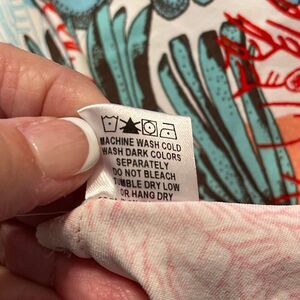 MACHINE WASH COLD
WASH DARK COLORS
SEPARATELY
DO NOT BLEACH
TUMBLE DRY LOW
OR HANG DRY